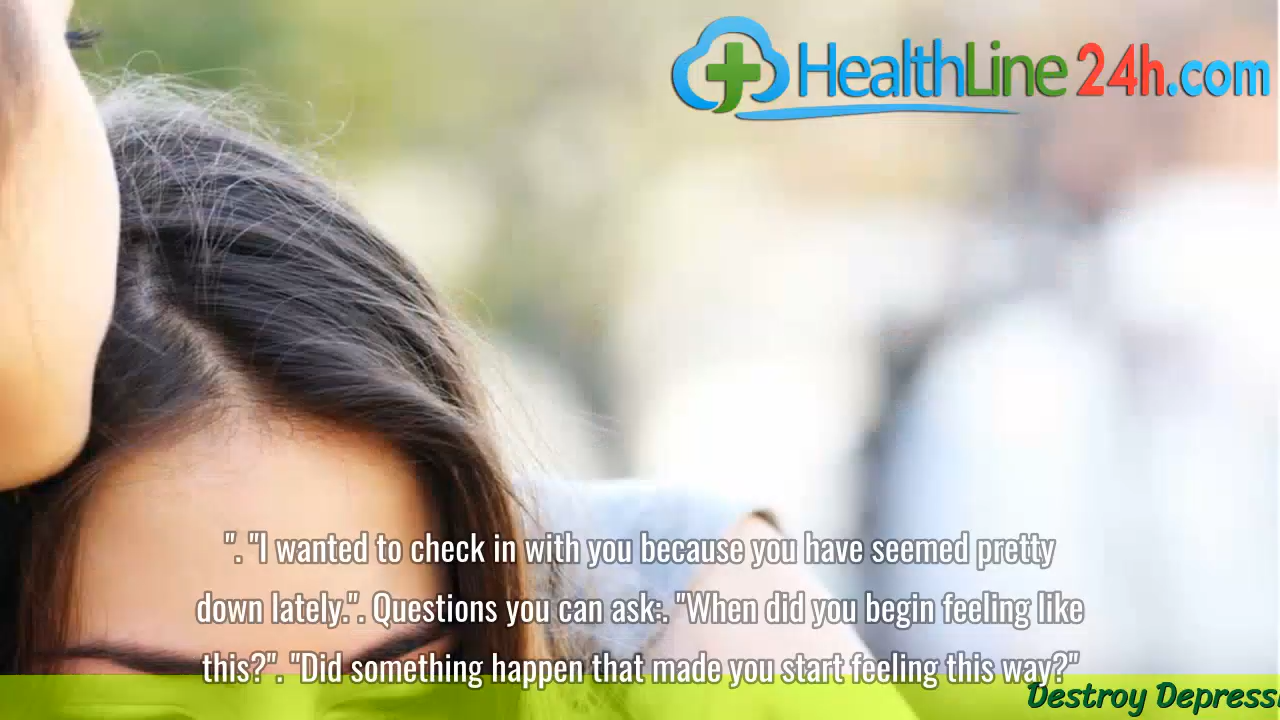 HealthLine24h.com
". "I wanted to check in with you because you have seemed pretty
down lately.". Questions you can ask:. "When did you begin feeling like
this?". "Did something happen that made you start feeling this way?"
Destroy Depress